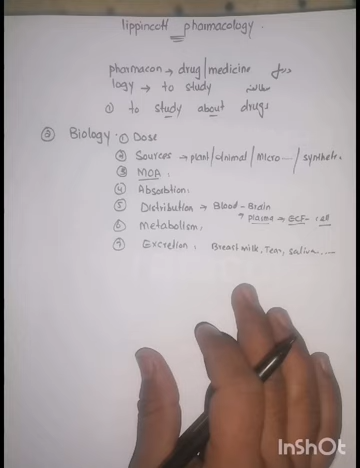 lippincott pharmacology.
pharmacon → drug/medicine
logy → to study
① to study about drugs
② Biology: ① Dose
② Sources → plant/animal/Micro---/synthetic.
③ MOA:
④ Absorbtion:
⑤ Distribution → Blood - Brain
→ plasma → ECF - cell
⑥ Metabolism:
⑦ Excretion: Breast milk, Tear, saliva....
InShOt